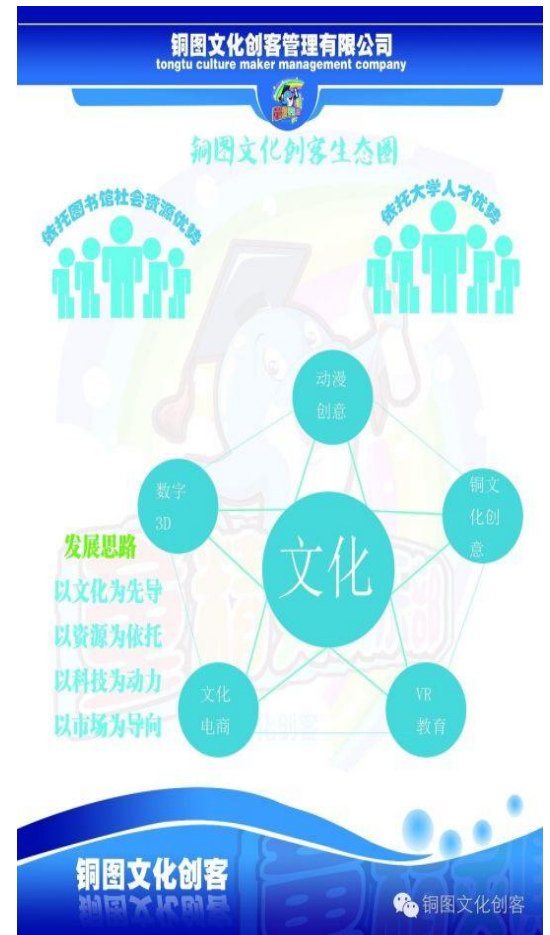 铜图文化创客管理有限公司
tongtu culture maker management company
铜图文化创客生态图
依托图书馆社会资源优势
依托大学人才优势
动漫
创意
数字
3D
铜文
化创
意
文化
文化
电商
VR
教育
发展思路
以文化为先导
以资源为依托
以科技为动力
以市场为导向
铜图文化创客
铜图文化创客